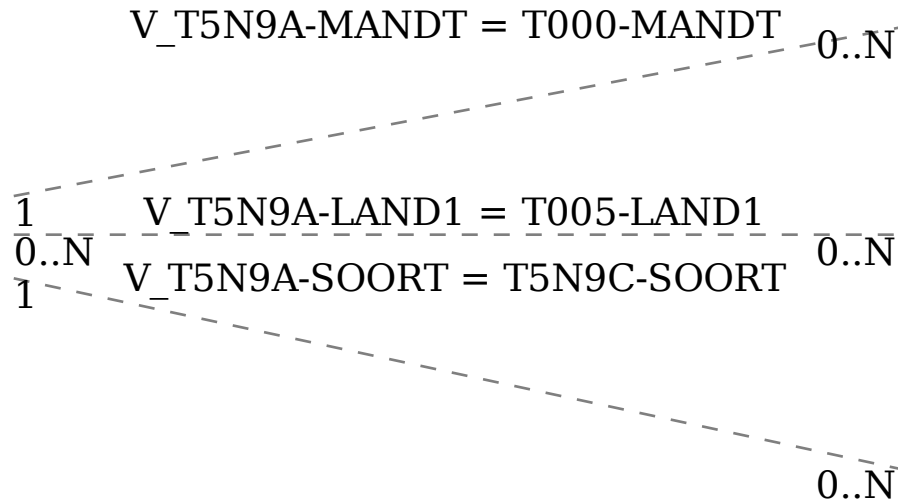 V_T5N9A-MANDT = T000-MANDT
0..N
1
V_T5N9A-LAND1 = T005-LAND1
0..N
0..N
1
V_T5N9A-SOORT = T5N9C-SOORT
0..N